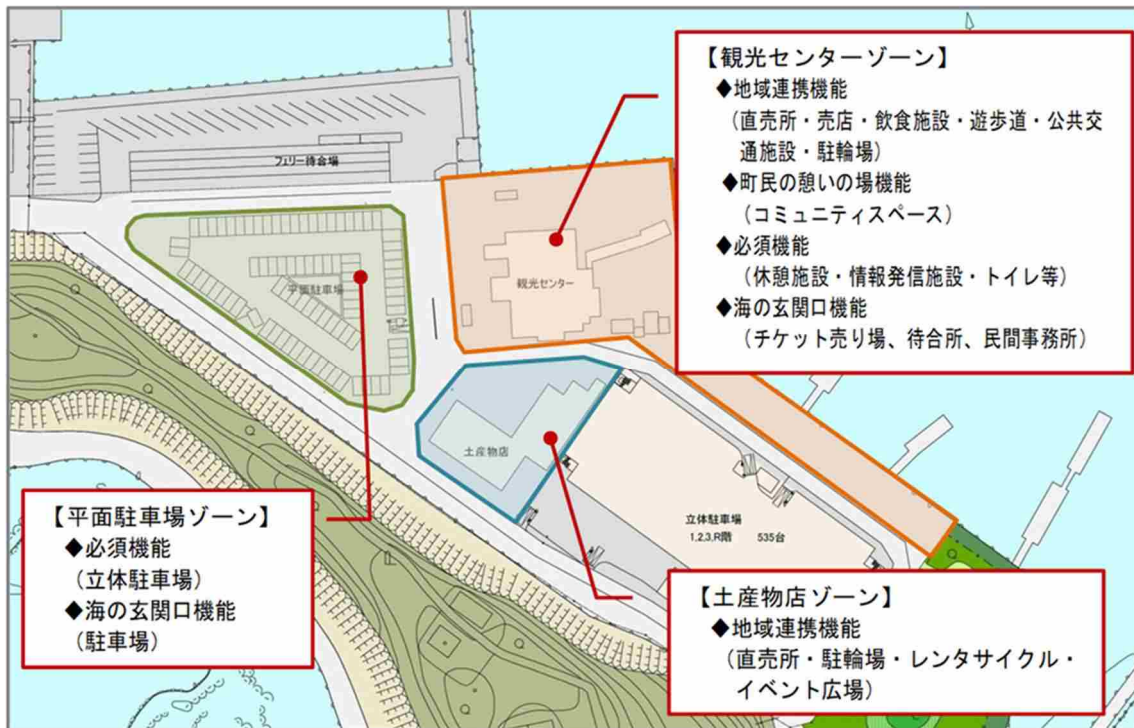 【観光センターゾーン】
◆地域連携機能
(直売所・売店・飲食施設・遊歩道・公共交
通施設・駐輪場)
◆町民の憩いの場機能
(コミュニティスペース)
◆必須機能
(休憩施設・情報発信施設・トイレ等)
◆海の玄関口機能
(チケット売り場、待合所、民間事務所)
フェリー待合場
平面駐車場
観光センター
土産物店
立体駐車場
1,2,3,R階 535台
【平面駐車場ゾーン】
◆必須機能
(立体駐車場)
◆海の玄関口機能
(駐車場)
【土産物店ゾーン】
◆地域連携機能
(直売所・駐輪場・レンタサイクル・
イベント広場)